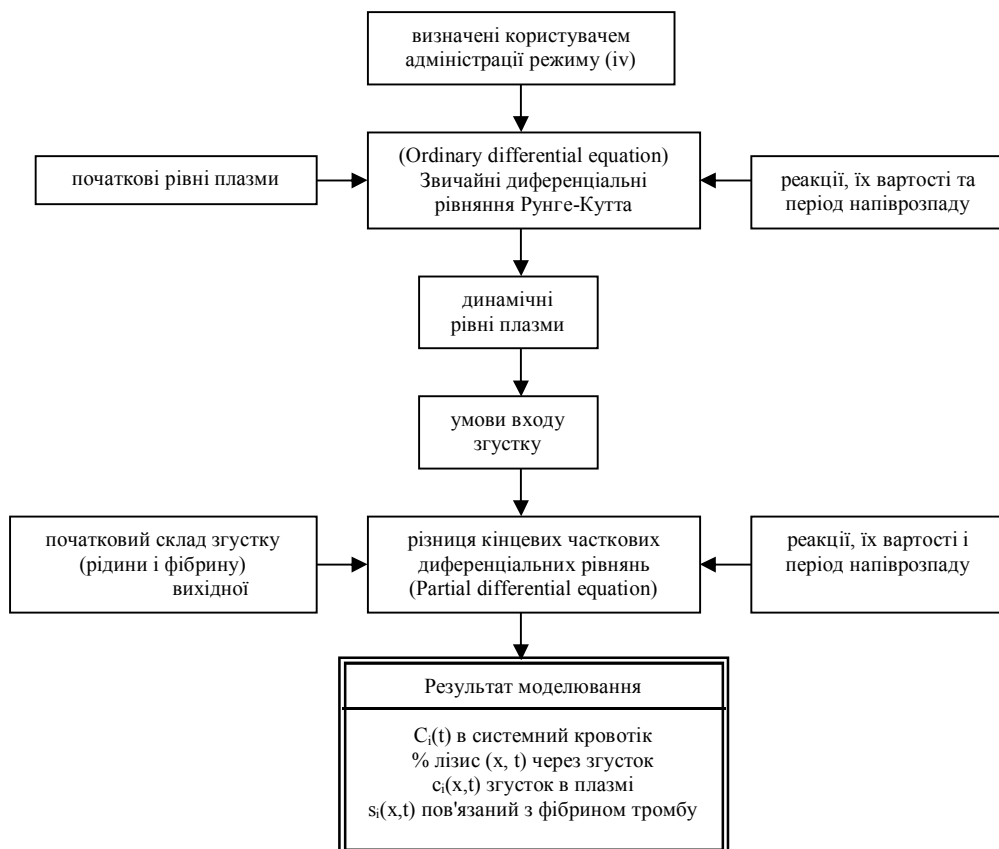 визначені користувачем
адміністрації режиму (iv)
початкові рівні плазми
(Ordinary differential equation)
Звичайні диференціальні
рівняння Рунге-Кутта
реакції, їх вартості та
період напіврозпаду
динамічні
рівні плазми
умови входу
згустку
початковий склад згустку
(рідини і фібрину)
вихідної
різниця кінцевих часткових
диференціальних рівнянь
(Partial differential equation)
реакції, їх вартості і
період напіврозпаду
Результат моделювання
Cᵢ(t) в системний кровотік
% лізис (x, t) через згусток
cᵢ(x,t) згусток в плазмі
sᵢ(x,t) пов'язаний з фібрином тромбу